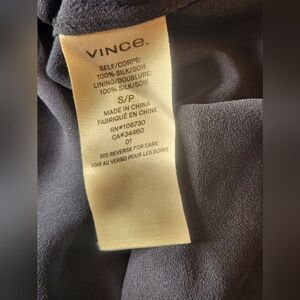 VINCE.
SELF/CORPS:
100% SILK/SOIE
LINING/DOUBLURE:
100% SILK/SOIE
S/P
MADE IN CHINA
FABRIQUÉ EN CHINE
RN#106730
CA#34460
01
SEE REVERSE FOR CARE
VOIR AU VERSO POUR LES SOINS